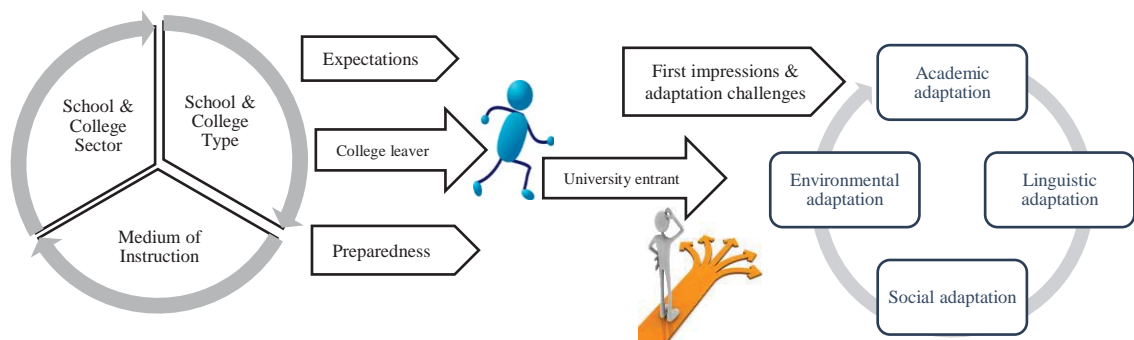 School &
College
Sector
School &
College
Type
Medium of
Instruction
Expectations
College leaver
Preparedness
University entrant
First impressions &
adaptation challenges
Academic
adaptation
Environmental
adaptation
Linguistic
adaptation
Social adaptation